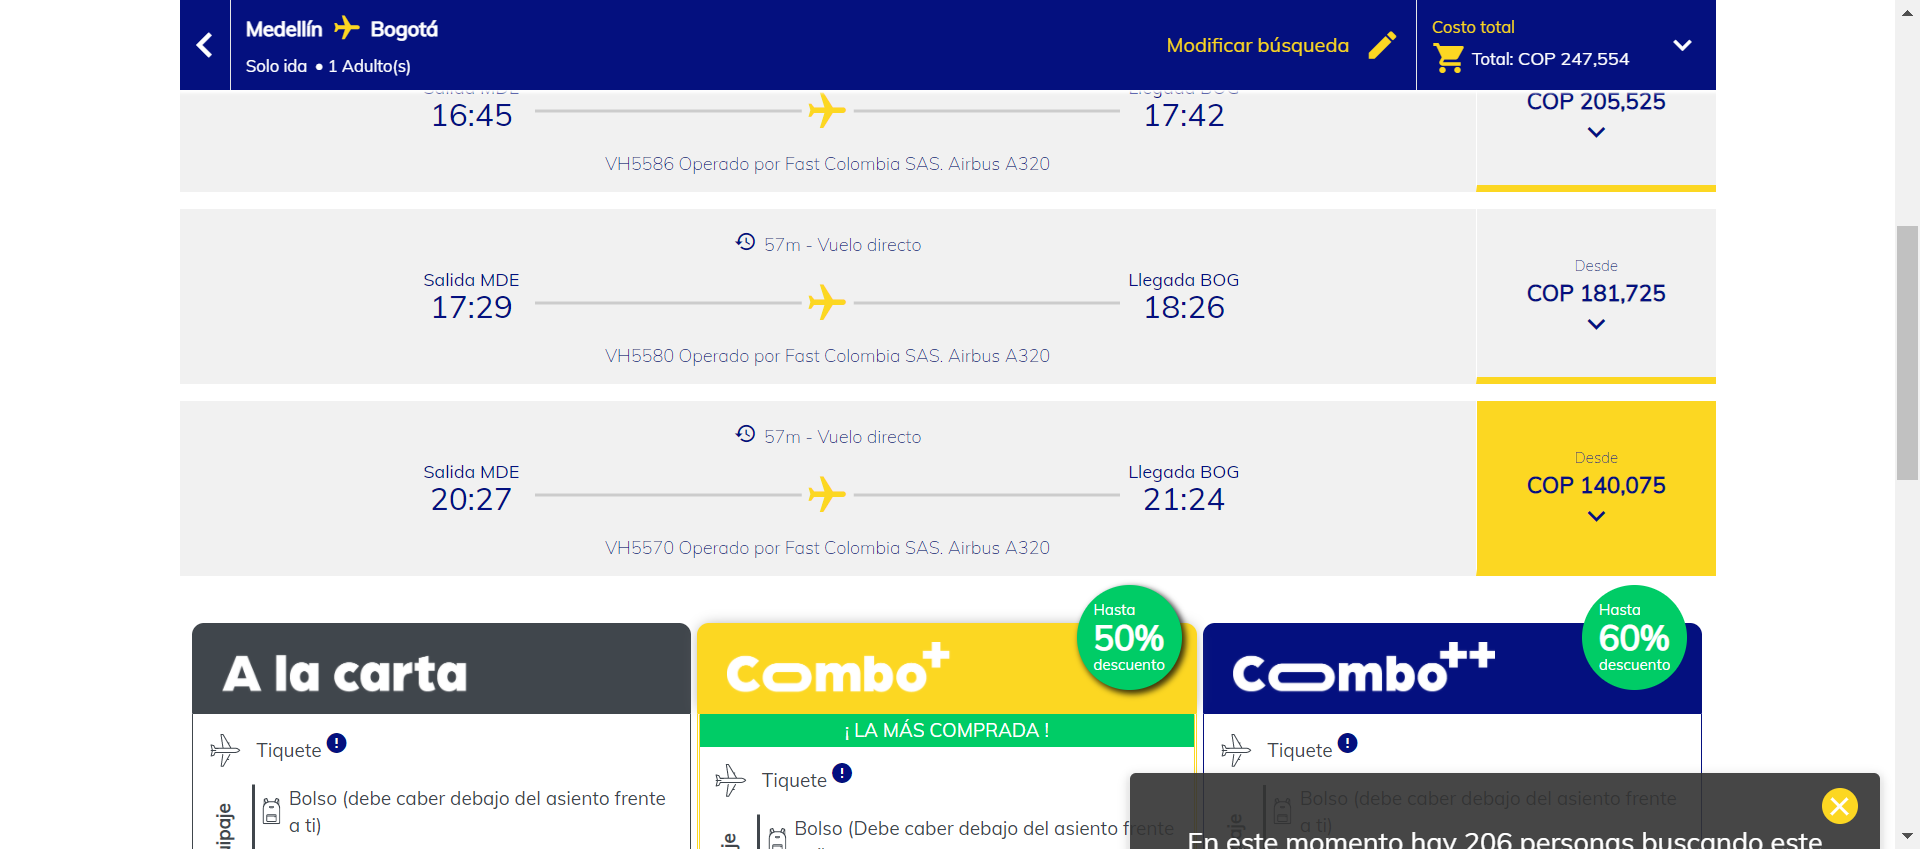 Medellín Bogotá
Solo ida • 1 Adulto(s)
Modificar búsqueda
Costo total
Total: COP 247,554
Salida MDE
16:45
Llegada BOG
17:42
COP 205,525
VH5586 Operado por Fast Colombia SAS. Airbus A320
57m - Vuelo directo
Salida MDE
17:29
Llegada BOG
18:26
Desde
COP 181,725
VH5580 Operado por Fast Colombia SAS. Airbus A320
57m - Vuelo directo
Salida MDE
20:27
Llegada BOG
21:24
Desde
COP 140,075
VH5570 Operado por Fast Colombia SAS. Airbus A320
A la carta
Tiquete !
Bolso (debe caber debajo del asiento frente
a ti)
Combo+
Hasta
50%
descuento
¡ LA MÁS COMPRADA !
Tiquete !
Bolso (Debe caber debajo del asiento frente
Combo++
Hasta
60%
descuento
Tiquete !
Bolso (debe caber debajo del asiento frente
a ti)
En este momento hay 206 personas buscando este